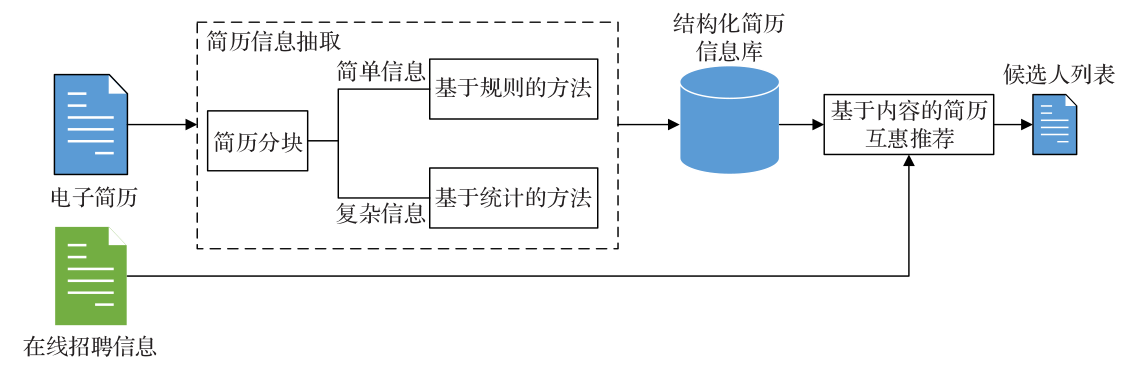 简历信息抽取
简单信息
基于规则的方法
简历分块
复杂信息
基于统计的方法
电子简历
结构化简历
信息库
基于内容的简历
互惠推荐
候选人列表
在线招聘信息